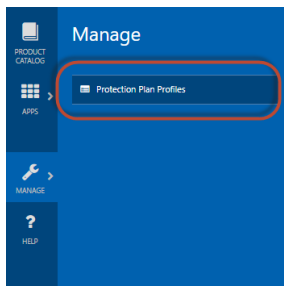 PRODUCT
CATALOG
APPS
MANAGE
?
HELP
Manage
Protection Plan Profiles